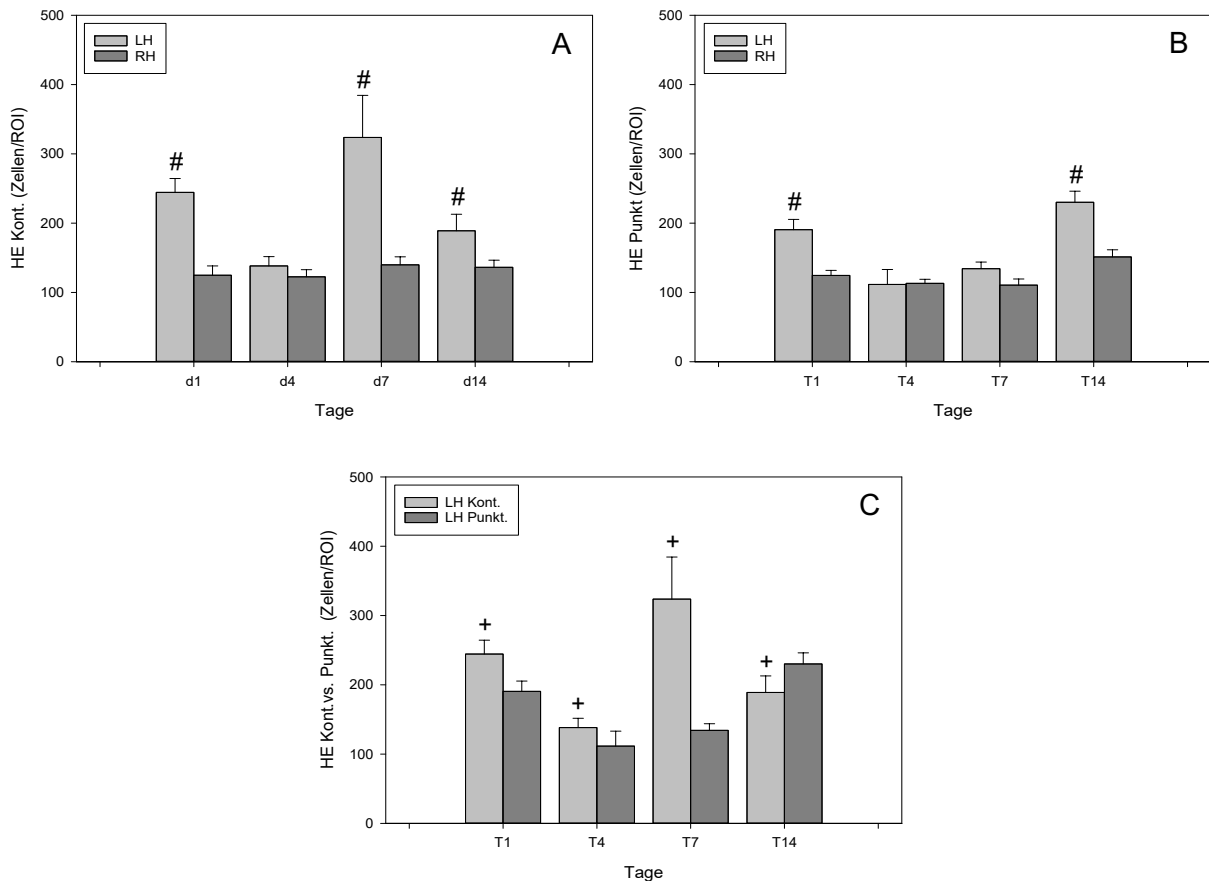 A
LH
RH
HE Kont. (Zellen/ROI)
500
400
300
200
100
0
#
#
#
d1 d4 d7 d14
Tage
B
LH
RH
HE Punkt (Zellen/ROI)
500
400
300
200
100
0
#
#
T1 T4 T7 T14
Tage
C
LH Kont.
LH Punkt.
HE Kont.vs. Punkt. (Zellen/ROI)
500
400
300
200
100
0
+
+
+
+
T1 T4 T7 T14
Tage